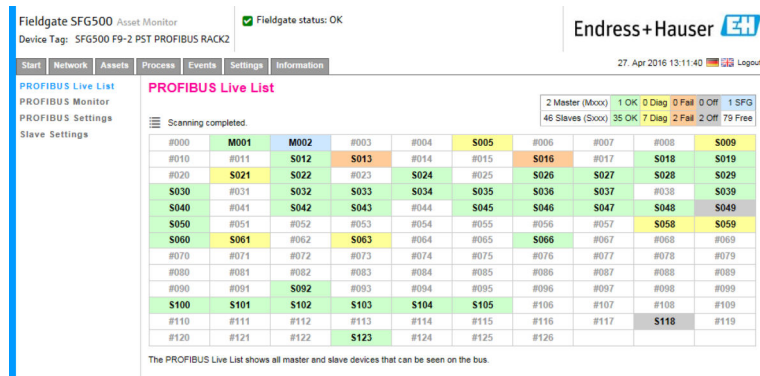 Fieldgate SFG500 Asset Monitor
Device Tag: SFG500 F9-2 PST PROFIBUS RACK2
Fieldgate status: OK
Endress+Hauser EH
Start Network Assets Process Events Settings Information
27. Apr 2016 13:11:40 Logout
PROFIBUS Live List
PROFIBUS Monitor
PROFIBUS Settings
Slave Settings
PROFIBUS Live List
Scanning completed.
2 Master (Mxxx) 1 OK 0 Diag 0 Fail 0 Off 1 SFG
46 Slaves (Sxxx) 35 OK 7 Diag 2 Fail 2 Off 79 Free
#000 M001 M002 #003 #004 S005 #006 #007 #008 S009
#010 #011 S012 S013 #014 #015 S016 #017 S018 S019
#020 S021 S022 #023 S024 #025 S026 S027 S028 S029
S030 #031 S032 S033 S034 S035 S036 S037 #038 S039
S040 #041 S042 S043 #044 S045 S046 S047 S048 S049
S050 #051 #052 #053 #054 #055 #056 #057 S058 S059
S060 S061 #062 S063 #064 #065 S066 #067 #068 #069
#070 #071 #072 #073 #074 #075 #076 #077 #078 #079
#080 #081 #082 #083 #084 #085 #086 #087 #088 #089
#090 #091 S092 #093 #094 #095 #096 #097 #098 #099
S100 S101 S102 S103 S104 S105 #106 #107 #108 #109
#110 #111 #112 #113 #114 #115 #116 #117 S118 #119
#120 #121 #122 S123 #124 #125 #126
The PROFIBUS Live List shows all master and slave devices that can be seen on the bus.